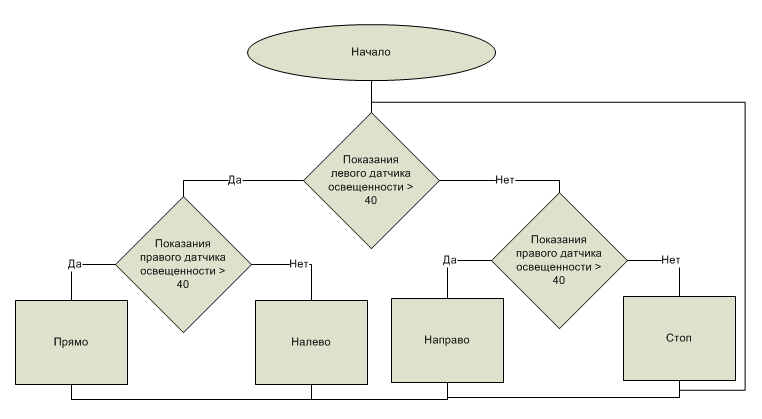 Начало
Показания
левого датчика
освещенности >
40
Да
Нет
Показания
правого датчика
освещенности >
40
Показания
правого датчика
освещенности >
40
Да
Нет
Да
Нет
Прямо
Налево
Направо
Стоп